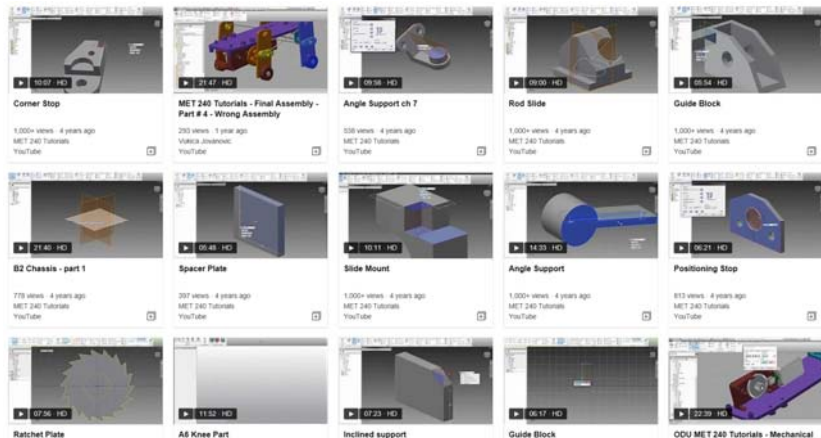 10:07 · HD
Corner Stop
1,000+ views · 4 years ago
MET 240 Tutorials
YouTube
21:47 · HD
MET 240 Tutorials - Final Assembly -
Part # 4 - Wrong Assembly
293 views · 1 year ago
Vukica Jovanovic
YouTube
09:58 · HD
Angle Support ch 7
538 views · 4 years ago
MET 240 Tutorials
YouTube
09:00 · HD
Rod Slide
1,000+ views · 4 years ago
MET 240 Tutorials
YouTube
05:54 · HD
Guide Block
1,000+ views · 4 years ago
MET 240 Tutorials
YouTube
21:40 · HD
B2 Chassis - part 1
778 views · 4 years ago
MET 240 Tutorials
YouTube
05:48 · HD
Spacer Plate
397 views · 4 years ago
MET 240 Tutorials
YouTube
10:11 · HD
Slide Mount
1,000+ views · 4 years ago
MET 240 Tutorials
YouTube
14:33 · HD
Angle Support
1,000+ views · 4 years ago
MET 240 Tutorials
YouTube
06:21 · HD
Positioning Stop
813 views · 4 years ago
MET 240 Tutorials
YouTube
07:56 · HD
Ratchet Plate
11:52 · HD
A6 Knee Part
07:23 · HD
Inclined support
06:17 · HD
Guide Block
22:39 · HD
ODU MET 240 Tutorials - Mechanical